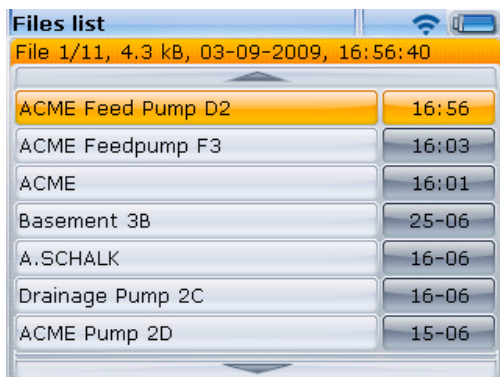 Files list
File 1/11, 4.3 kB, 03-09-2009, 16:56:40
ACME Feed Pump D2 16:56
ACME Feedpump F3 16:03
ACME 16:01
Basement 3B 25-06
A.SCHALK 16-06
Drainage Pump 2C 16-06
ACME Pump 2D 15-06